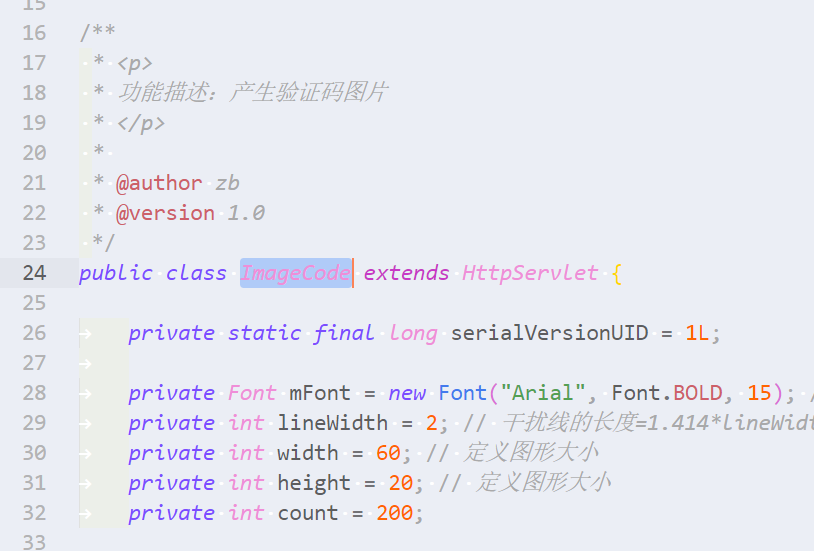 15
16 /**
17 * <p>
18 * 功能描述：产生验证码图片
19 * </p>
20 *
21 * @author zb
22 * @version 1.0
23 */
24 public class ImageCode extends HttpServlet {
25
26 private static final long serialVersionUID = 1L;
27
28 private Font mFont = new Font("Arial", Font.BOLD, 15); /
29 private int lineWidth = 2; // 干扰线的长度=1.414*lineWidt
30 private int width = 60; // 定义图形大小
31 private int height = 20; // 定义图形大小
32 private int count = 200;
33